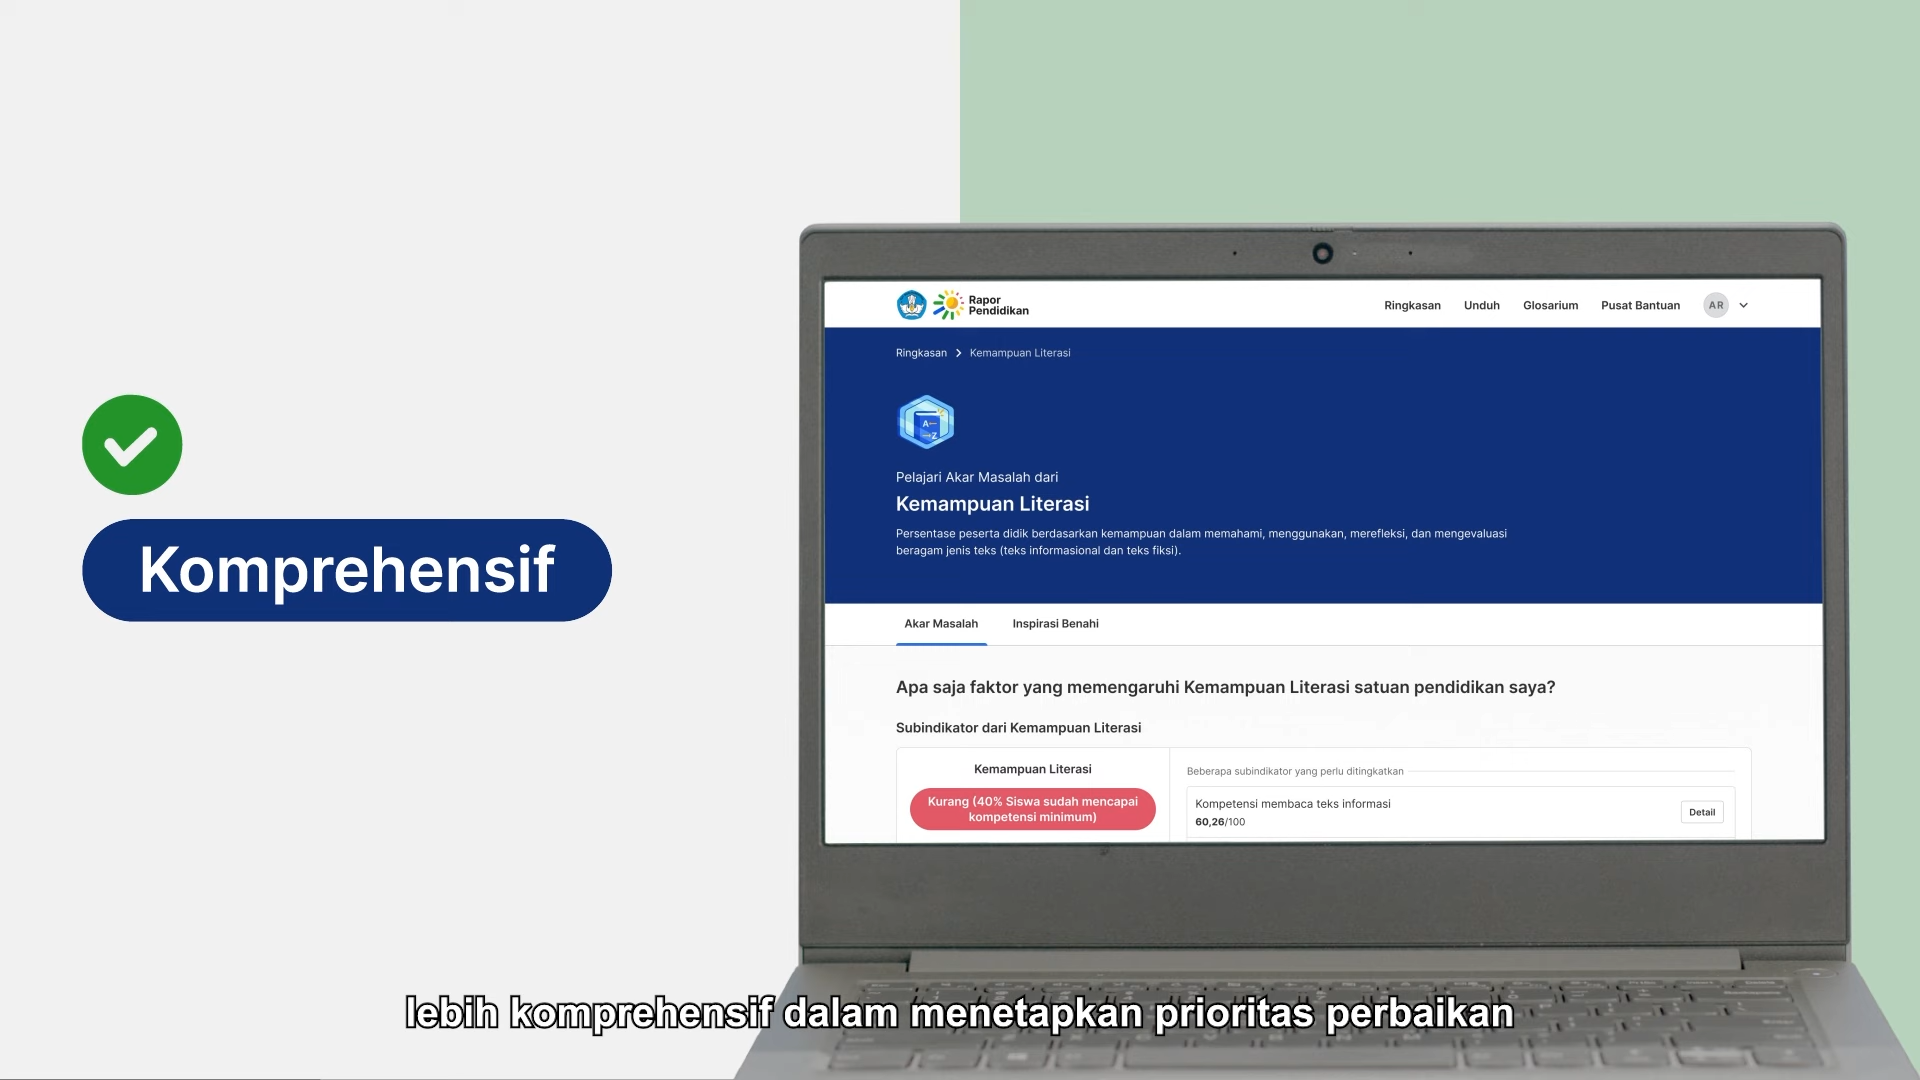 Komprehensif
Rapor
Pendidikan
Ringkasan
Unduh
Glosarium
Pusat Bantuan
AR
Ringkasan > Kemampuan Literasi
Pelajari Akar Masalah dari
Kemampuan Literasi
Persentase peserta didik berdasarkan kemampuan dalam memahami, menggunakan, merefleksi, dan mengevaluasi
beragam jenis teks (teks informasional dan teks fiksi).
Akar Masalah
Inspirasi Benahi
Apa saja faktor yang memengaruhi Kemampuan Literasi satuan pendidikan saya?
Subindikator dari Kemampuan Literasi
Kemampuan Literasi
Kurang (40% Siswa sudah mencapai
kompetensi minimum)
Beberapa subindikator yang perlu ditingkatkan
Kompetensi membaca teks informasi
60,26/100
Detail
lebih komprehensif dalam menetapkan prioritas perbaikan